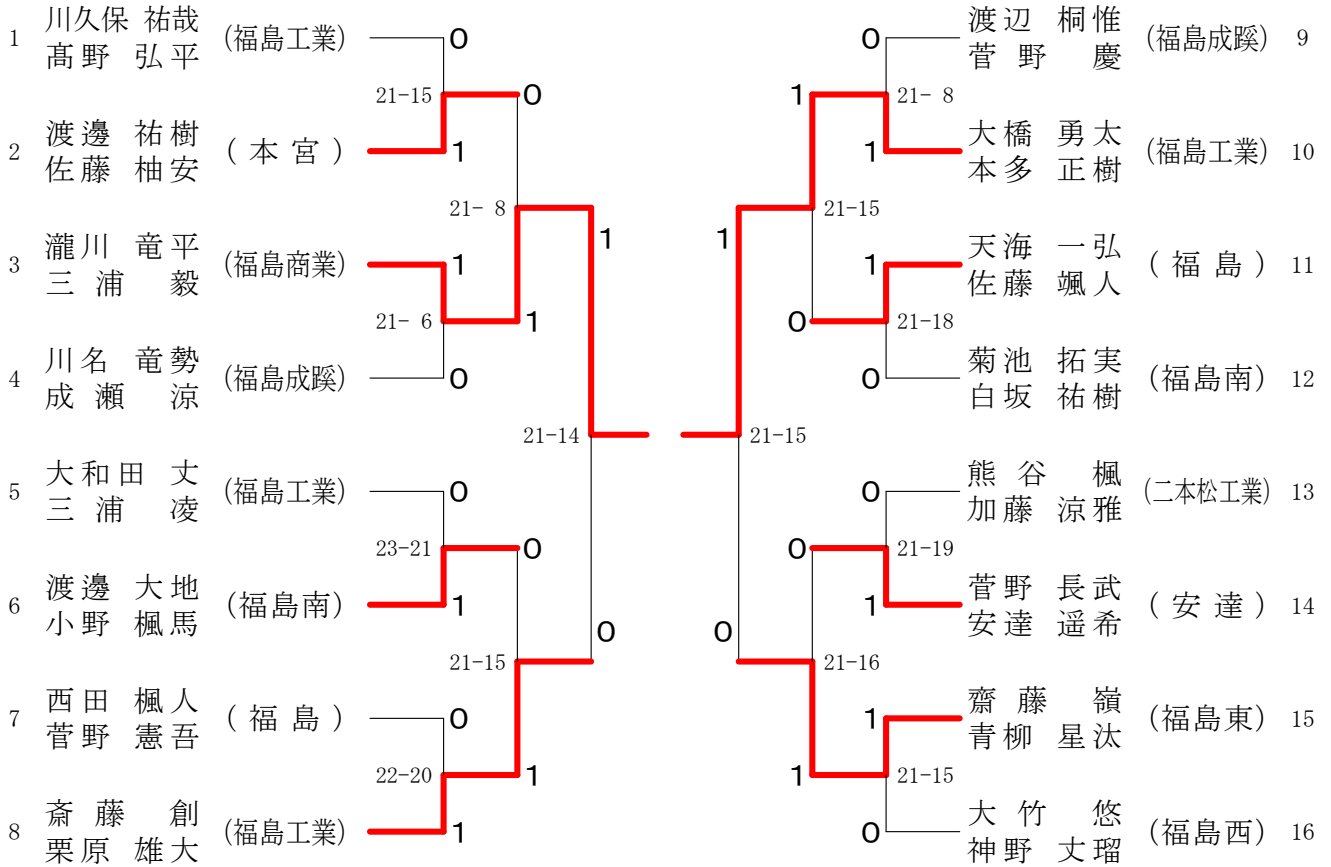 1 川久保 祐哉 (福島工業) 0
髙野 弘平
21-15 0
2 渡邊 祐樹 (本宮) 1
佐藤 柚安
21- 8 1
3 瀧川 竜平 (福島商業) 1
三浦 毅
21- 6 1
4 川名 竜勢 (福島成蹊) 0
成瀬 涼
21-14
5 大和田 丈 (福島工業) 0
三浦 凌
23-21 0
6 渡邊 大地 (福島南) 1
小野 楓馬
21-15 0
7 西田 楓人 (福島) 0
菅野 憲吾
22-20 1
8 斎藤 創 (福島工業) 1
栗原 雄大
0 渡辺 桐惟 (福島成蹊) 9
菅野 慶
1 21- 8
1 大橋 勇太 (福島工業) 10
本多 正樹
1 21-15
1 天海 一弘 (福島) 11
佐藤 颯人
0 21-18
0 菊池 拓実 (福島南) 12
白坂 祐樹
21-15
0 熊谷 楓 (二本松工業) 13
加藤 涼雅
0 21-19
1 菅野 長武 (安達) 14
安達 遥希
0 21-16
1 齋藤 嶺 (福島東) 15
青柳 星汰
1 21-15
0 大竹 悠 (福島西) 16
神野 丈瑠